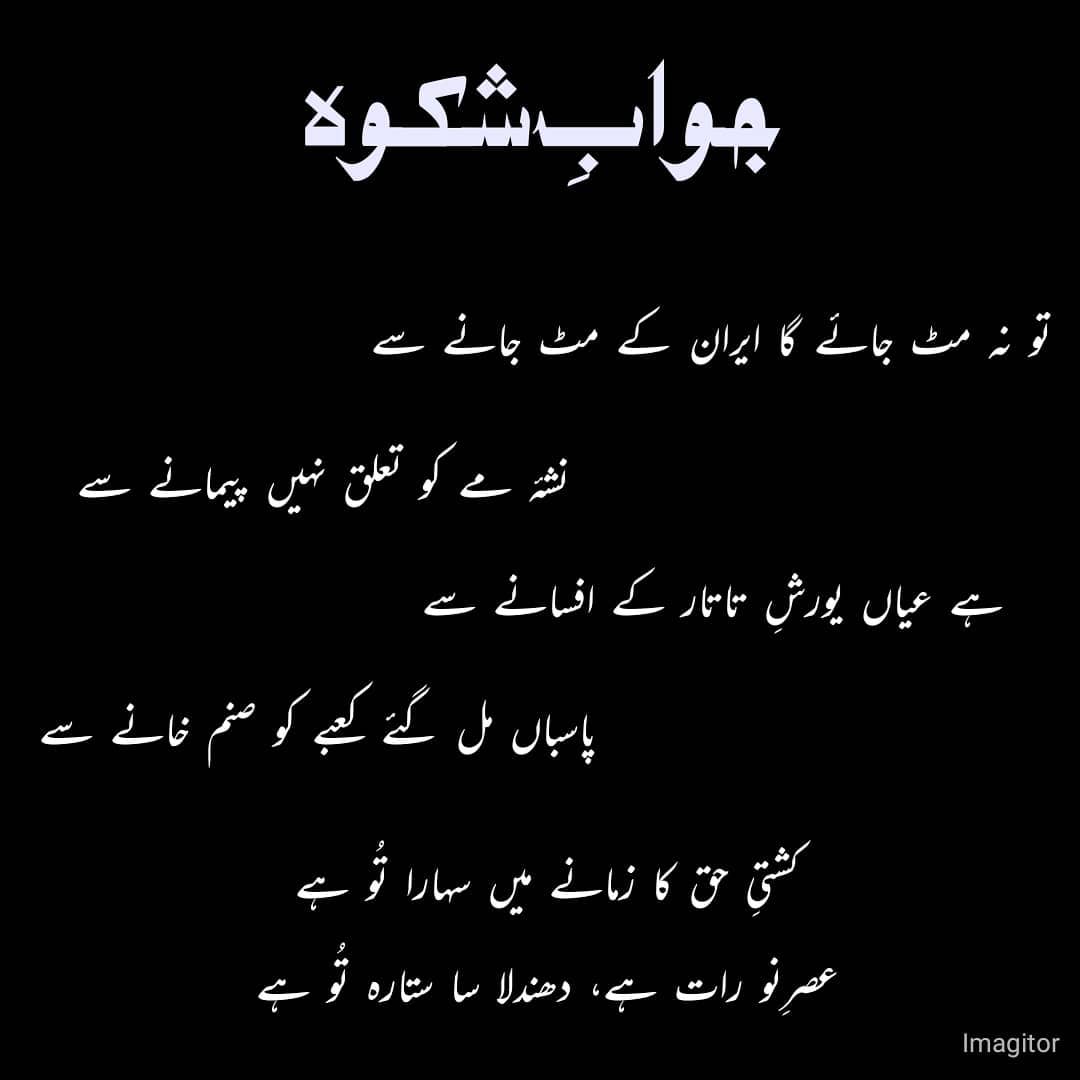 جوابِ شکوہ
تو نہ مٹ جائے گا ایران کے مٹ جانے سے
نشۂ مے کو تعلق نہیں پیمانے سے
ہے عیاں یورشِ تاتار کے افسانے سے
پاسباں مل گئے کعبے کو صنم خانے سے
کشتیِ حق کا زمانے میں سہارا تُو ہے
عصرِنو رات ہے، دھندلا سا ستارہ تُو ہے
Imagitor